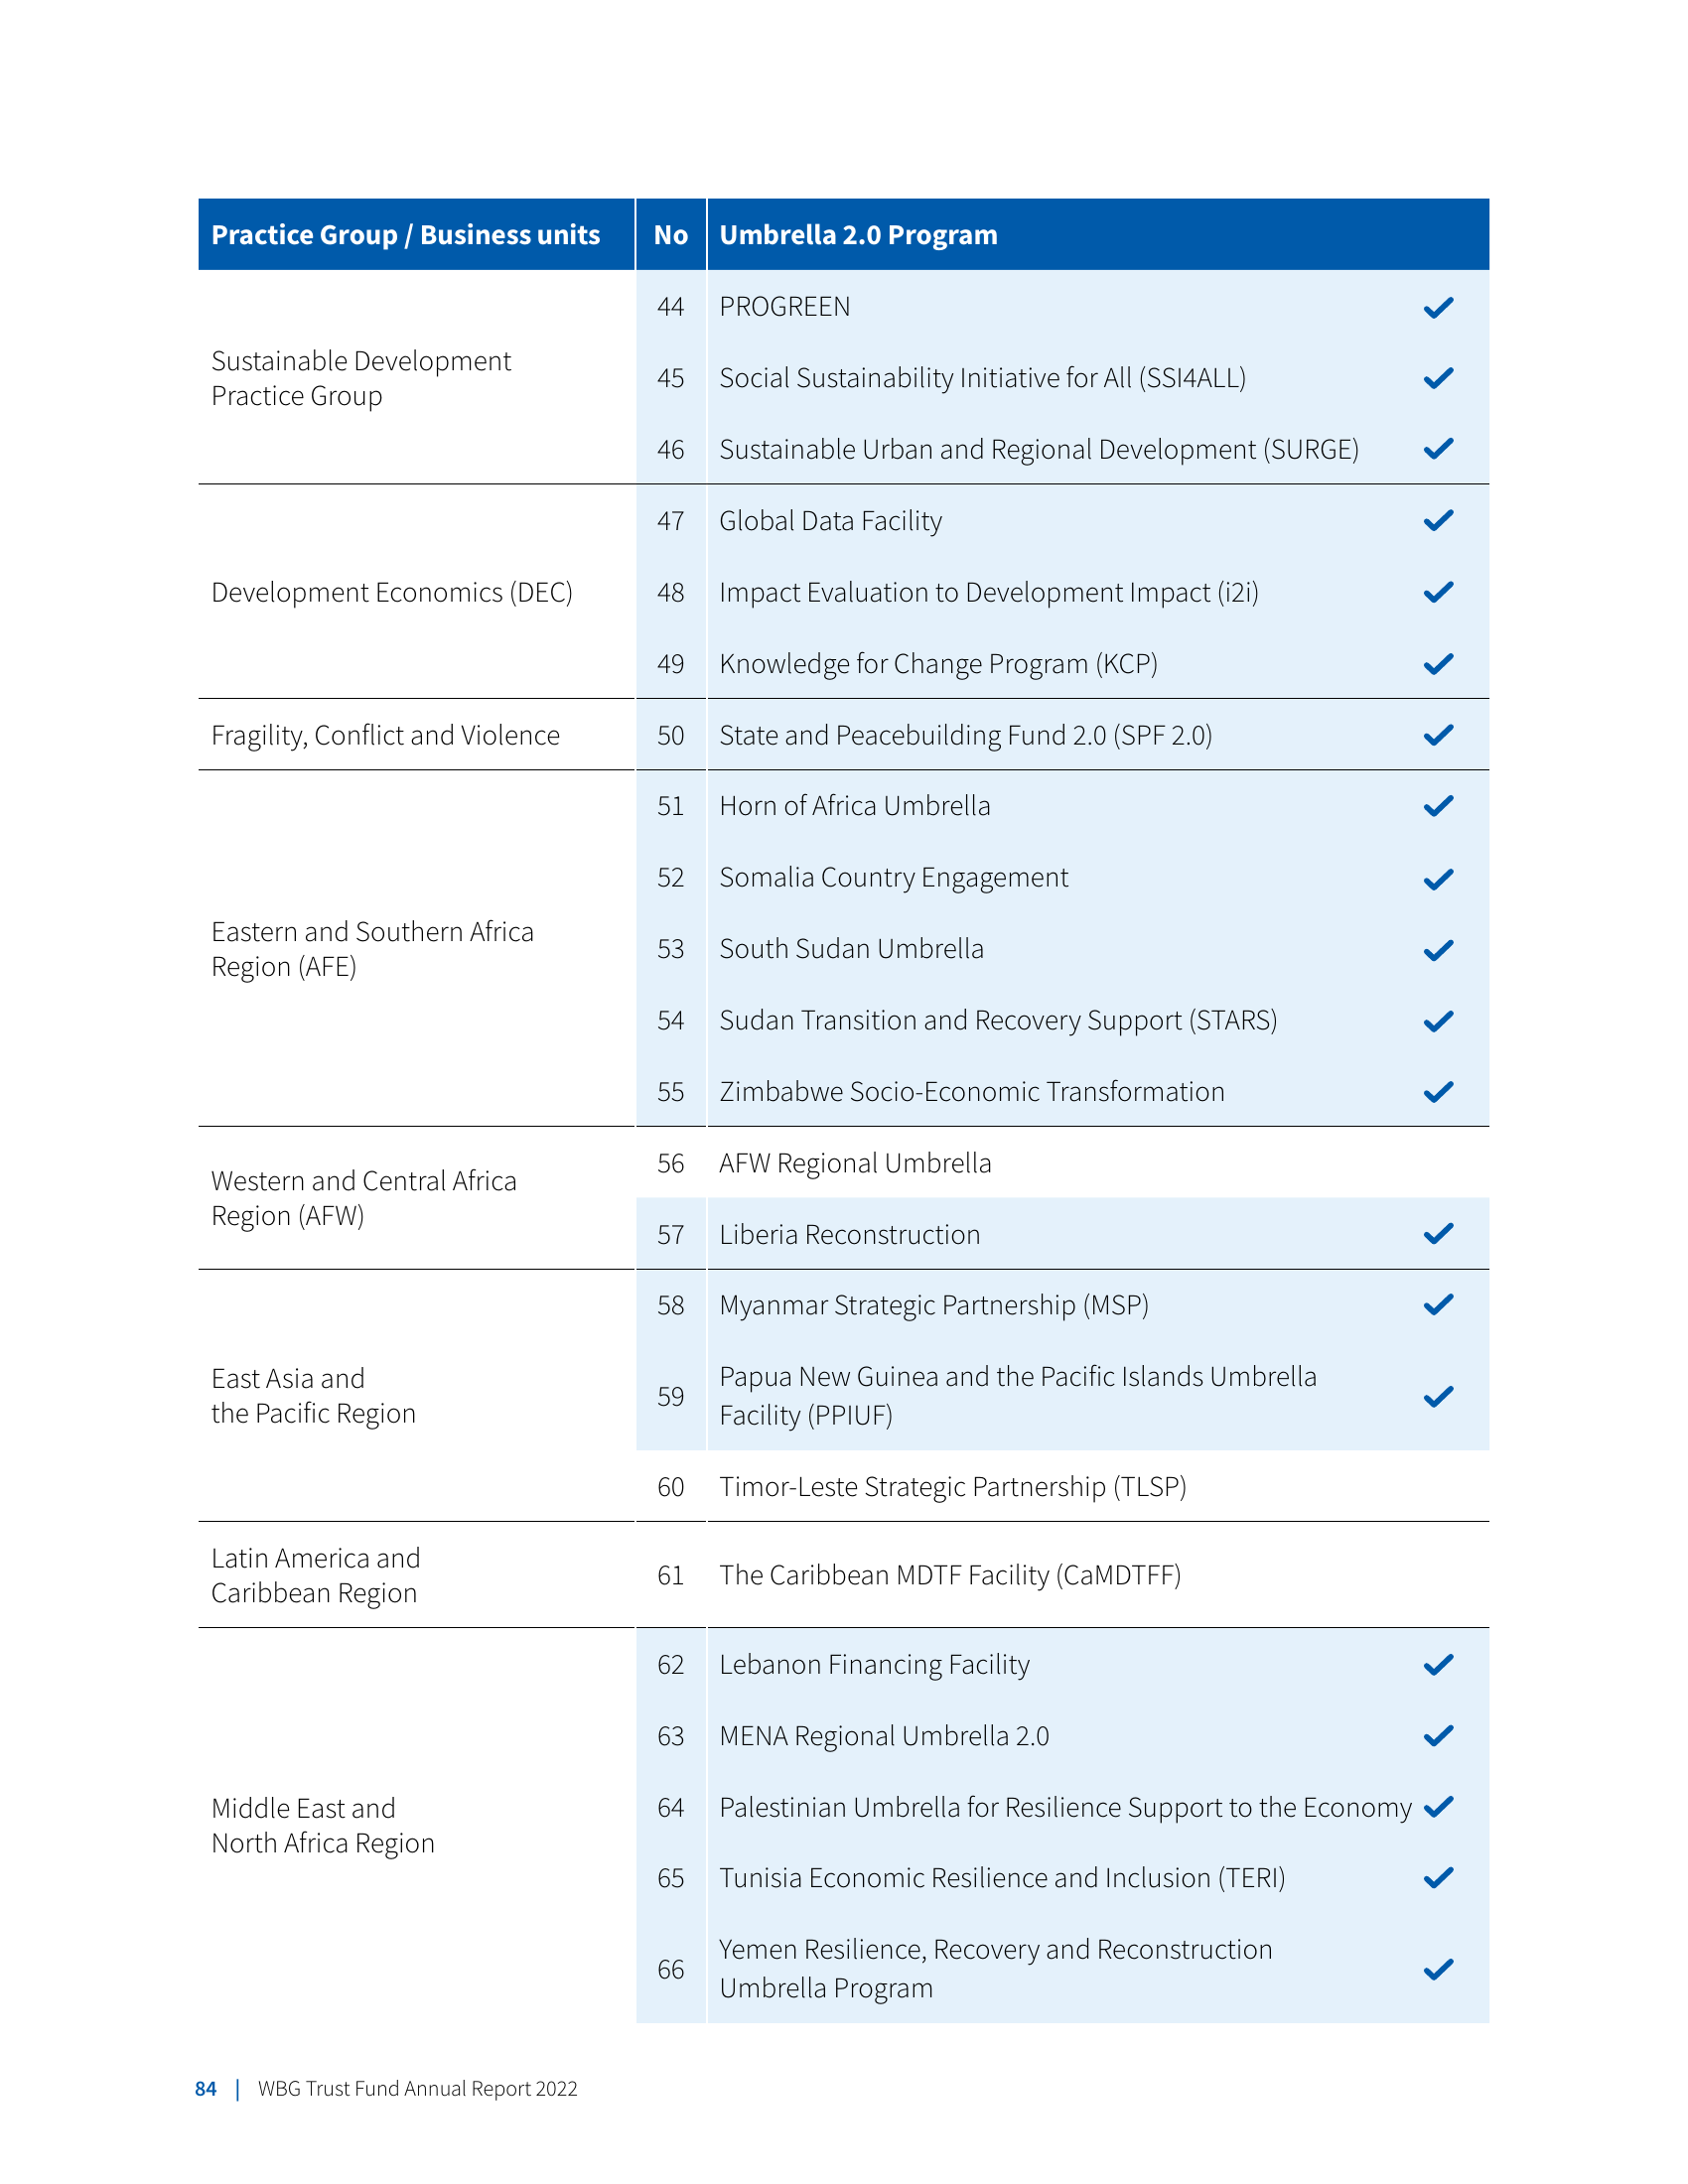 Practice Group / Business units No Umbrella 2.0 Program
44 PROGREEN ✓
Sustainable Development
Practice Group
45 Social Sustainability Initiative for All (SSI4ALL) ✓
46 Sustainable Urban and Regional Development (SURGE) ✓
47 Global Data Facility ✓
Development Economics (DEC) 48 Impact Evaluation to Development Impact (i2i) ✓
49 Knowledge for Change Program (KCP) ✓
Fragility, Conflict and Violence 50 State and Peacebuilding Fund 2.0 (SPF 2.0) ✓
51 Horn of Africa Umbrella ✓
52 Somalia Country Engagement ✓
Eastern and Southern Africa
Region (AFE)
53 South Sudan Umbrella ✓
54 Sudan Transition and Recovery Support (STARS) ✓
55 Zimbabwe Socio-Economic Transformation ✓
Western and Central Africa
Region (AFW)
56 AFW Regional Umbrella
57 Liberia Reconstruction ✓
58 Myanmar Strategic Partnership (MSP) ✓
East Asia and
the Pacific Region
59 Papua New Guinea and the Pacific Islands Umbrella
Facility (PPIUF) ✓
60 Timor-Leste Strategic Partnership (TLSP)
Latin America and
Caribbean Region
61 The Caribbean MDTF Facility (CaMDTFF)
62 Lebanon Financing Facility ✓
63 MENA Regional Umbrella 2.0 ✓
Middle East and
North Africa Region
64 Palestinian Umbrella for Resilience Support to the Economy ✓
65 Tunisia Economic Resilience and Inclusion (TERI) ✓
66 Yemen Resilience, Recovery and Reconstruction
Umbrella Program ✓
84 | WBG Trust Fund Annual Report 2022